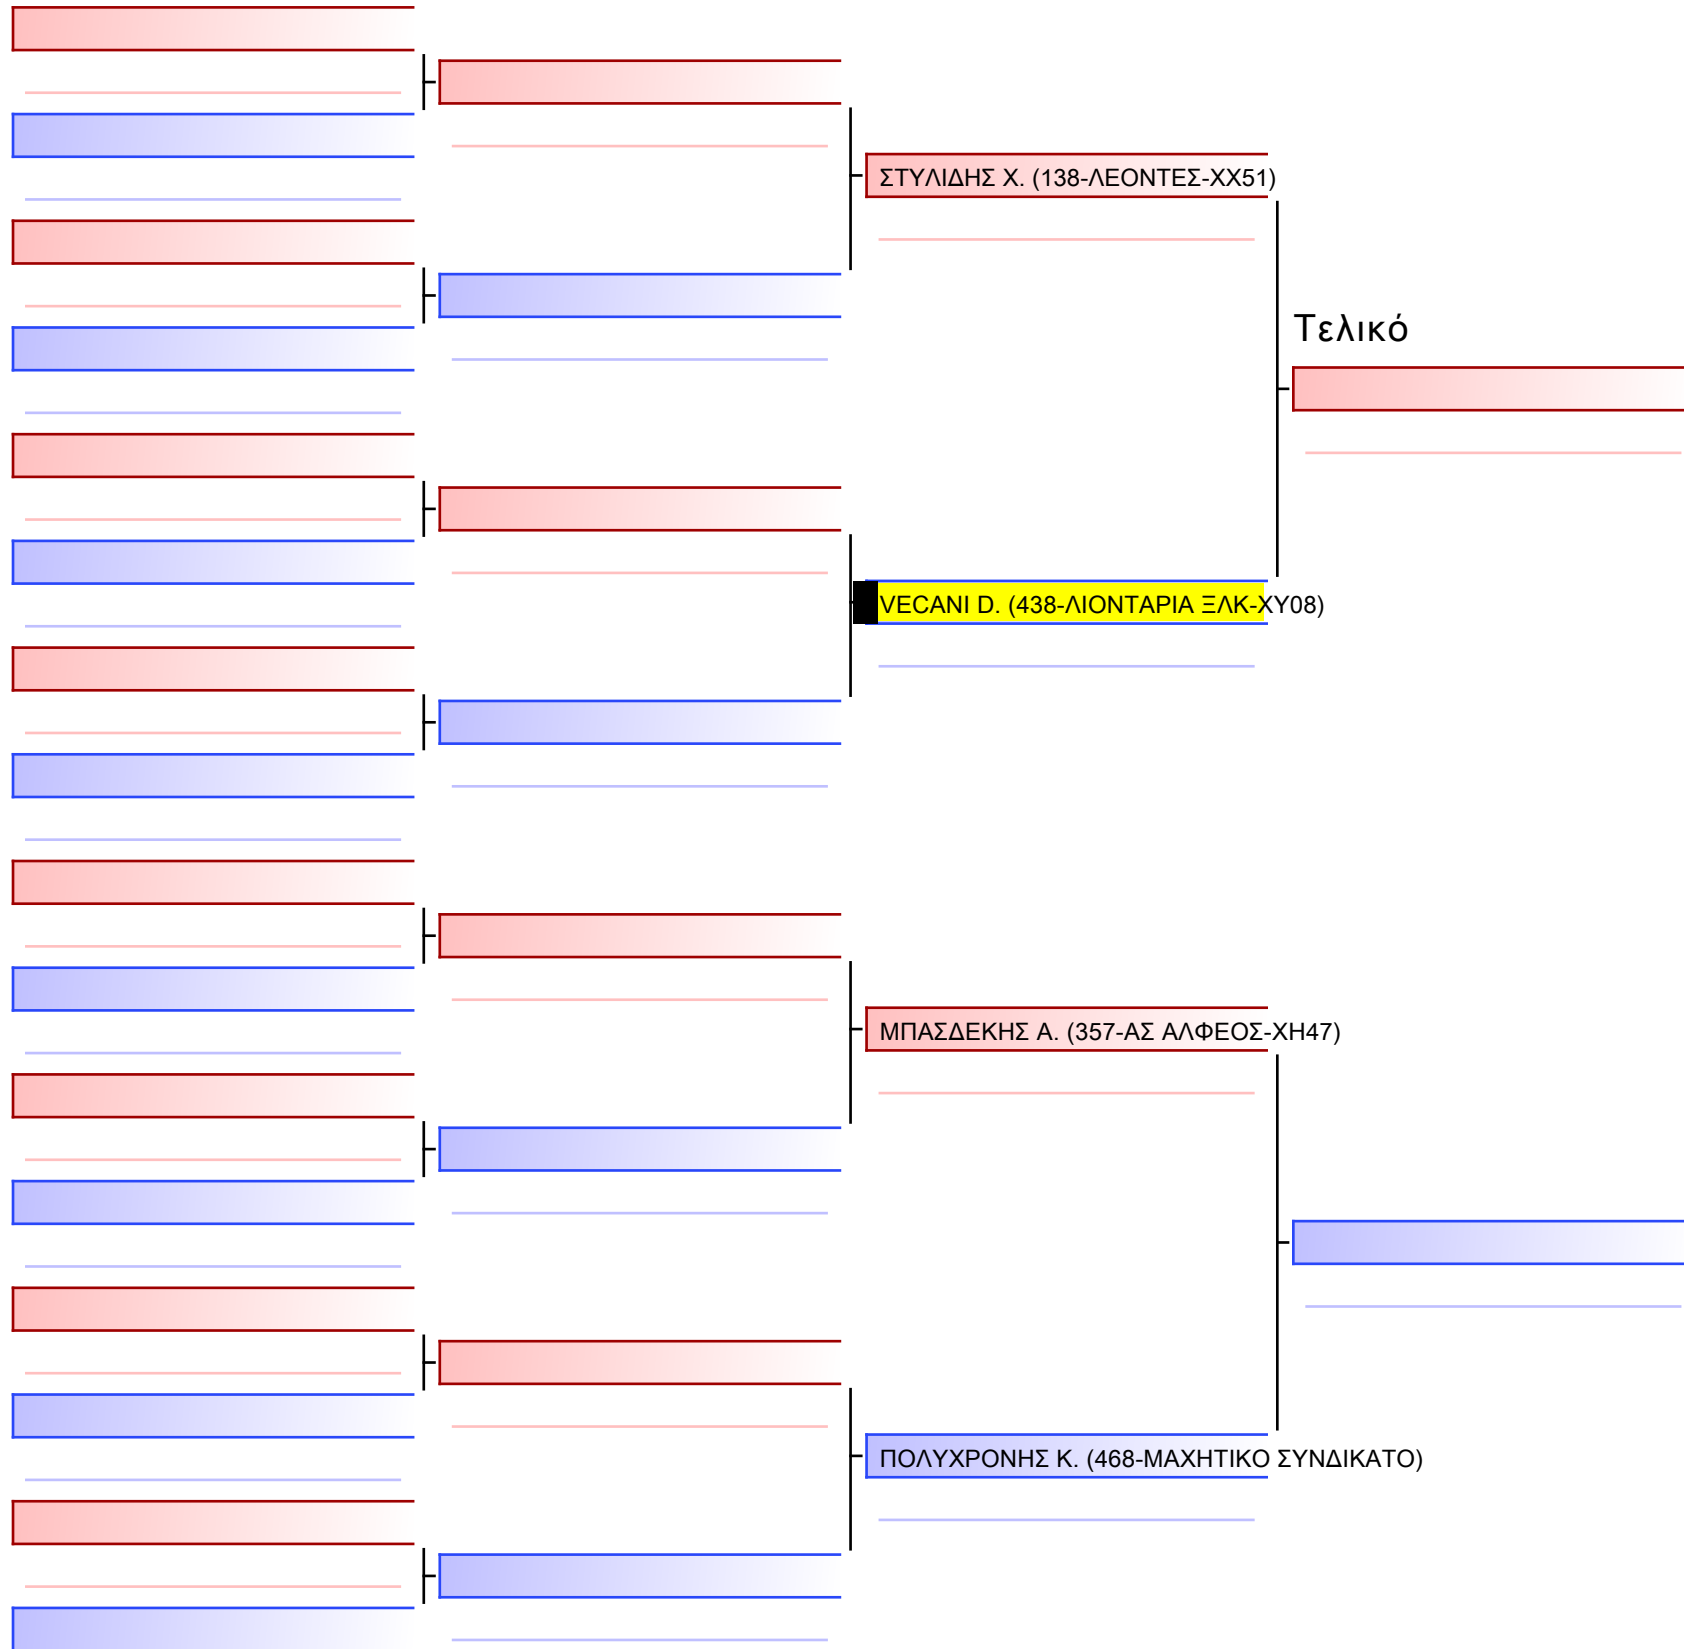 ΣΤΥΛΙΔΗΣ Χ. (138-ΛΕΟΝΤΕΣ-ΧΧ51)
Τελικό
VECANI D. (438-ΛΙΟΝΤΑΡΙΑ ΞΛΚ-ΧΥ08)
ΜΠΑΣΔΕΚΗΣ Α. (357-ΑΣ ΑΛΦΕΟΣ-ΧΗ47)
ΠΟΛΥΧΡΟΝΗΣ Κ. (468-ΜΑΧΗΤΙΚΟ ΣΥΝΔΙΚΑΤΟ)